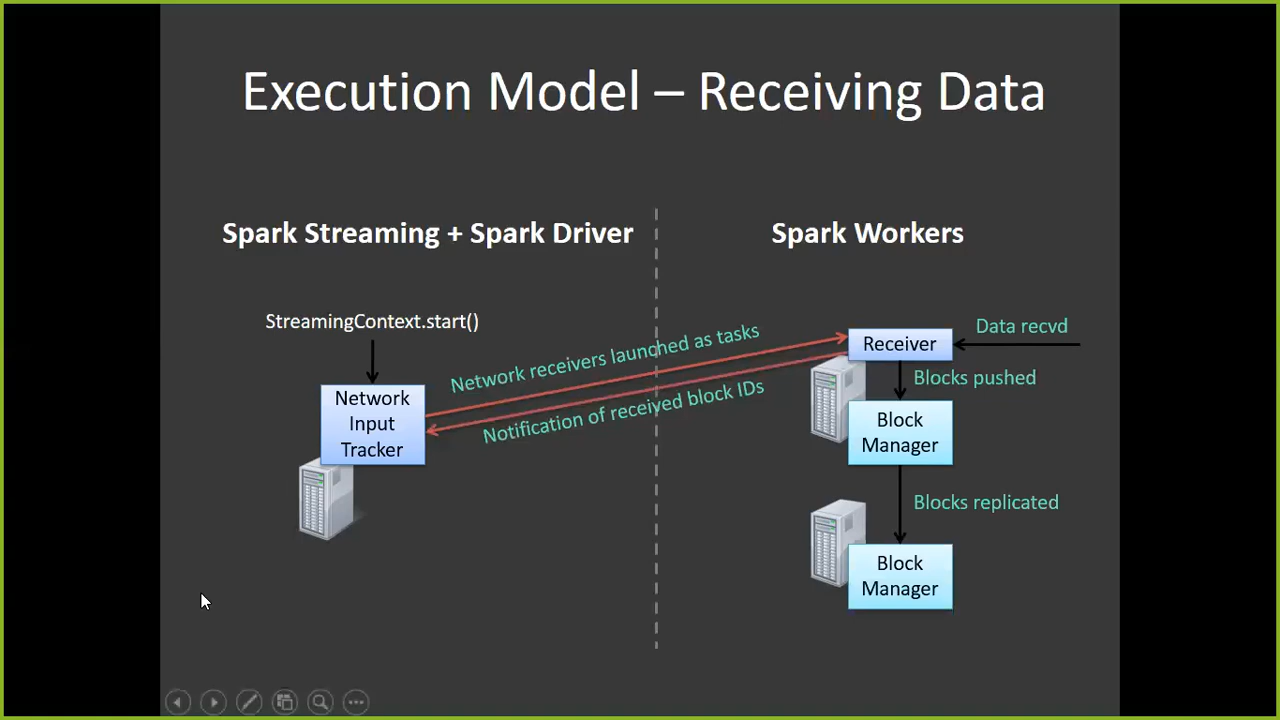 Execution Model – Receiving Data
Spark Streaming + Spark Driver
Spark Workers
StreamingContext.start()
Network
Input
Tracker
Network receivers launched as tasks
Notification of received block IDs
Receiver
Data recvd
Blocks pushed
Block
Manager
Blocks replicated
Block
Manager